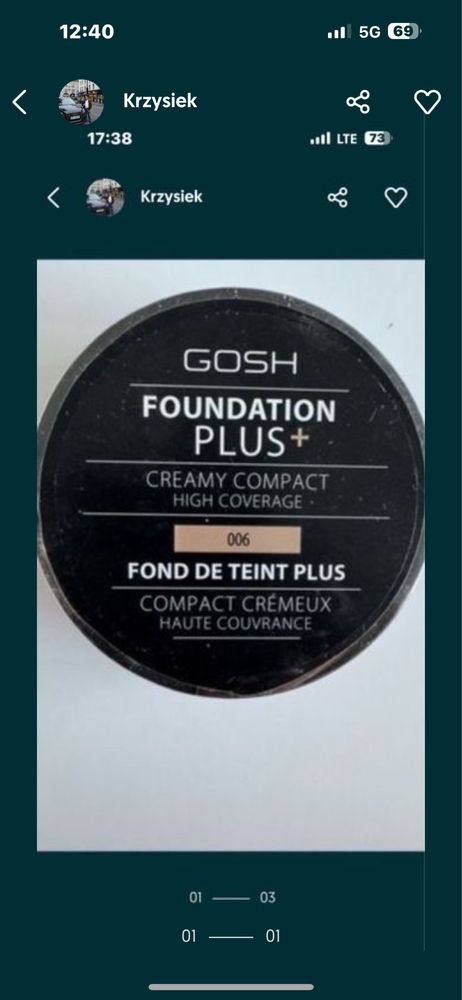 12:40
5G 69
Krzysiek
17:38
LTE 73
Krzysiek
GOSH
FOUNDATION
PLUS+
CREAMY COMPACT
HIGH COVERAGE
006
FOND DE TEINT PLUS
COMPACT CRÉMEUX
HAUTE COUVRANCE
01 03
01 01